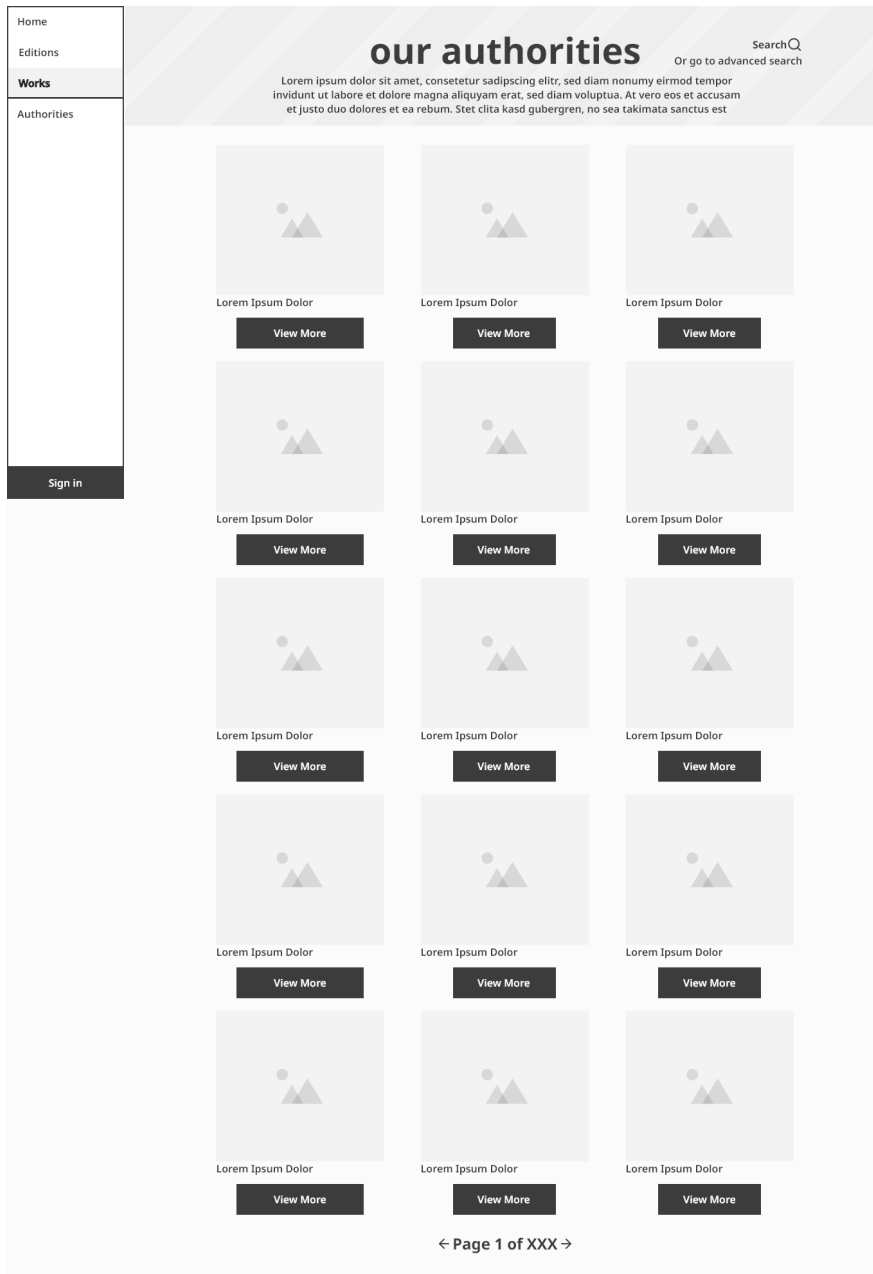 Home
Editions
Works
Authorities
Sign in
our authorities
Search
Or go to advanced search
Lorem ipsum dolor sit amet, consetetur sadipscing elitr, sed diam nonumy eirmod tempor
invidunt ut labore et dolore magna aliquyam erat, sed diam voluptua. At vero eos et accusam
et justo duo dolores et ea rebum. Stet clita kasd gubergren, no sea takimata sanctus est
Lorem Ipsum Dolor
Lorem Ipsum Dolor
Lorem Ipsum Dolor
View More
View More
View More
Lorem Ipsum Dolor
Lorem Ipsum Dolor
Lorem Ipsum Dolor
View More
View More
View More
Lorem Ipsum Dolor
Lorem Ipsum Dolor
Lorem Ipsum Dolor
View More
View More
View More
Lorem Ipsum Dolor
Lorem Ipsum Dolor
Lorem Ipsum Dolor
View More
View More
View More
Lorem Ipsum Dolor
Lorem Ipsum Dolor
Lorem Ipsum Dolor
View More
View More
View More
← Page 1 of XXX →